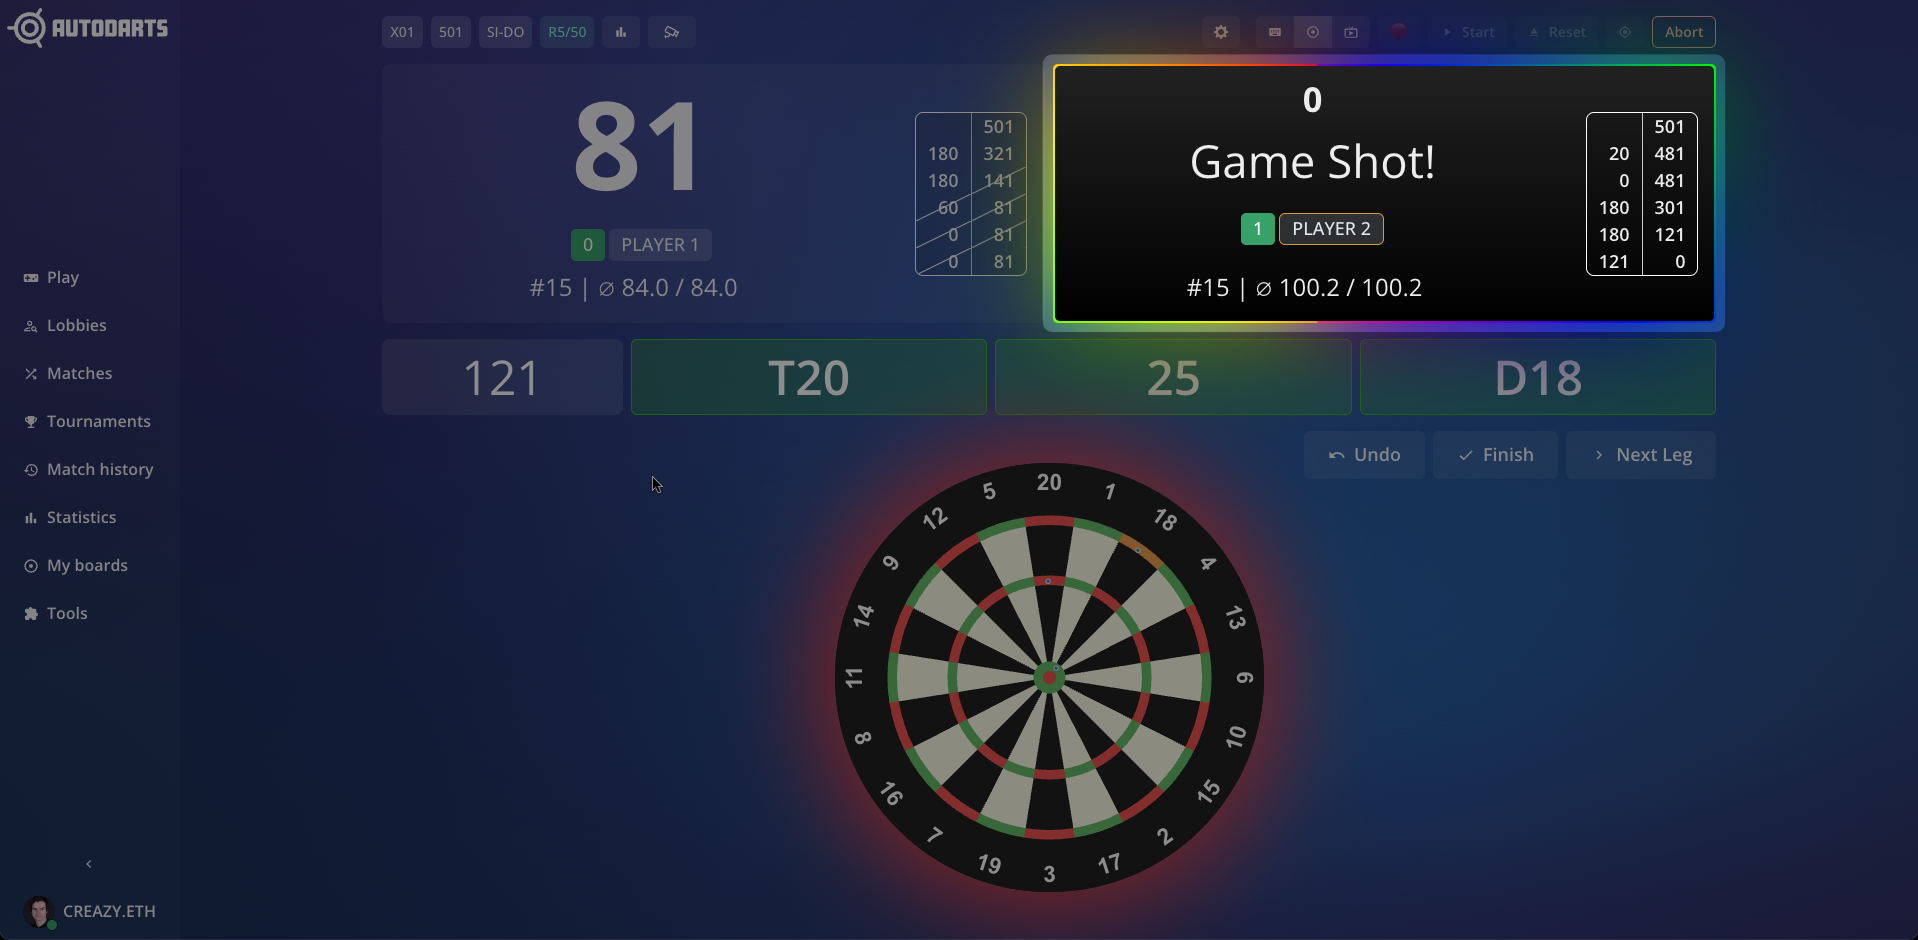 AUTODARTS
X01 501 SI-DO R5/50
Start Reset Abort
81
0 PLAYER 1
#15 | ∅ 84.0 / 84.0
501
180 321
180 141
60 81
0 81
0 81
0
Game Shot!
1 PLAYER 2
#15 | ∅ 100.2 / 100.2
501
20 481
0 481
180 301
180 121
121 0
121 T20 25 D18
Undo Finish Next Leg
Play
Lobbies
Matches
Tournaments
Match history
Statistics
My boards
Tools
CREAZY.ETH
20
1
18
4
13
6
10
15
2
17
3
19
7
16
8
11
14
9
12
5